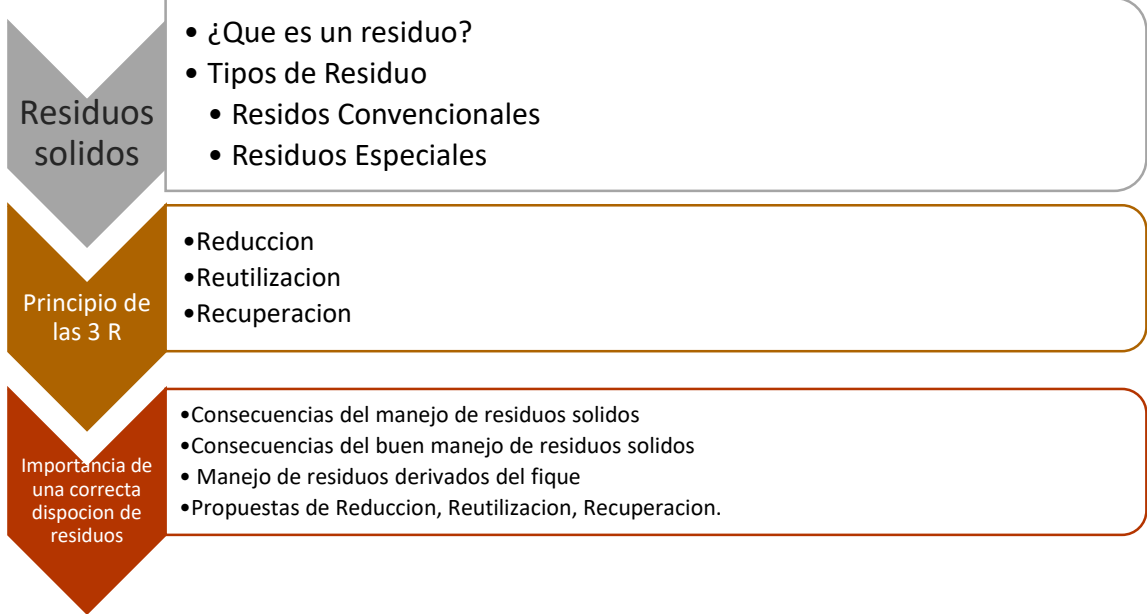 Residuos
solidos
• ¿Que es un residuo?
• Tipos de Residuo
• Residos Convencionales
• Residuos Especiales
Principio de
las 3 R
•Reduccion
•Reutilizacion
•Recuperacion
Importancia de
una correcta
dispocion de
residuos
•Consecuencias del manejo de residuos solidos
•Consecuencias del buen manejo de residuos solidos
• Manejo de residuos derivados del fique
•Propuestas de Reduccion, Reutilizacion, Recuperacion.